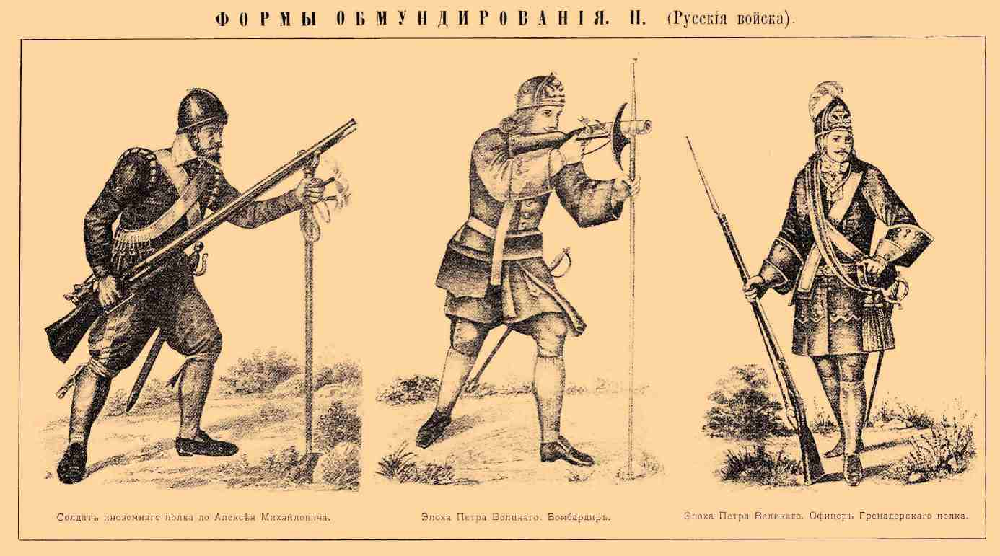 ФОРМЫ ОБМУНДИРОВАНІЯ. II. (Русскія войска).
Солдатъ иноземнаго полка до Алексѣя Михайловича.
Эпоха Петра Великаго. Бомбардиръ.
Эпоха Петра Великаго. Офицеръ Гренадерскаго полка.